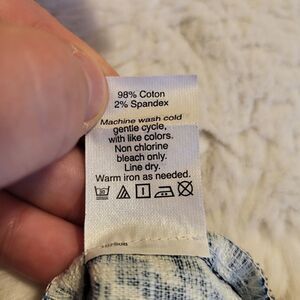 98% Coton
2% Spandex
Machine wash cold
gentle cycle,
with like colors.
Non chlorine
bleach only.
Line dry.
Warm iron as needed.